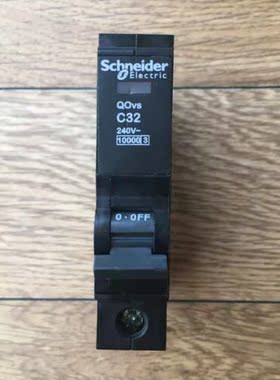 Schneider
Electric
QOvs
C32
240V~
10000 3
O·OFF